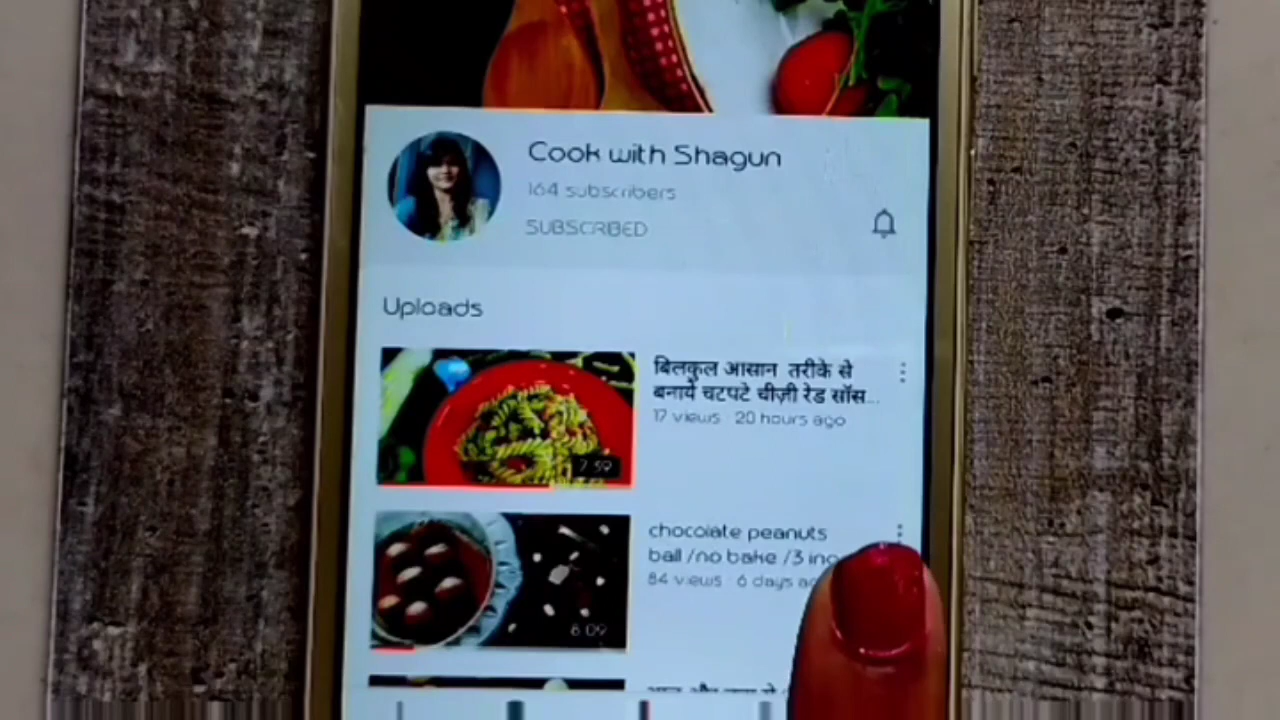 Cook with Shagun
164 subscribers
SUBSCRIBED
Uploads
बिलकुल आसान तरीके से
बनाये चटपटे चीज़ी रेड सॉस...
17 views · 20 hours ago
7:59
chocolate peanuts
ball /no bake /3 ing
84 views · 6 days ag
8:09